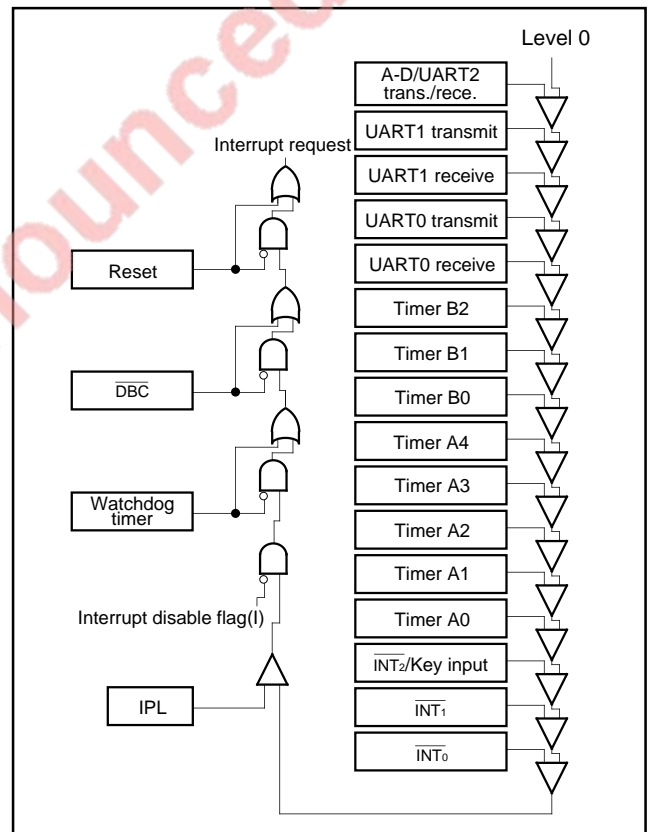 Level 0
A-D/UART2
trans./rece.
UART1 transmit
UART1 receive
UART0 transmit
UART0 receive
Timer B2
Timer B1
Timer B0
Timer A4
Timer A3
Timer A2
Timer A1
Timer A0
INT2/Key input
INT1
INT0
Interrupt request
Reset
DBC
Watchdog
timer
Interrupt disable flag(I)
IPL
ounced